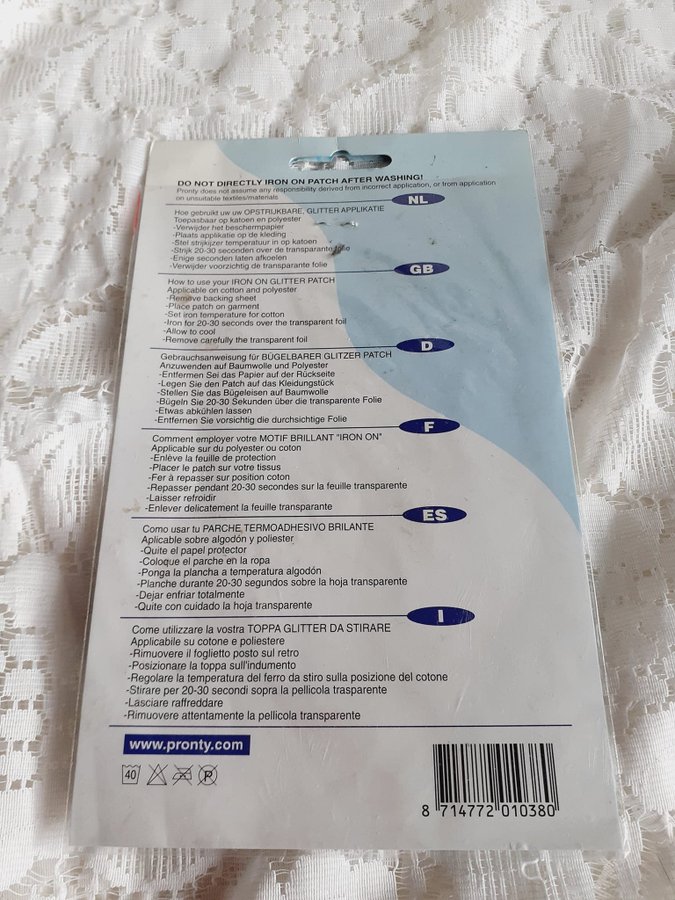 DO NOT DIRECTLY IRON ON PATCH AFTER WASHING!
Pronty does not assume any responsibility derived from incorrect application, or from application
on unsuitable textiles/materials
NL
Hoe gebruikt uw uw OPSTRIJKBARE, GLITTER APPLIKATIE
Toepasbaar op katoen en polyester
-Verwijder het beschermpapier
-Plaats applikatie op de kleding
-Stel strijkijzer temperatuur in op katoen
-Strijk 20-30 seconden over de transparante folie
-Enige seconden laten afkoelen
-Verwijder voorzichtig de transparante folie
GB
How to use your IRON ON GLITTER PATCH
Applicable on cotton and polyester
-Remove backing sheet
-Place patch on garment
-Set iron temperature for cotton
-Iron for 20-30 seconds over the transparent foil
-Allow to cool
-Remove carefully the transparent foil
D
Gebrauchsanweisung für BÜGELBARER GLITZER PATCH
Anzuwenden auf Baumwolle und Polyester
-Entfernen Sei das Papier auf der Rückseite
-Legen Sie den Patch auf das Kleidungstück
-Stellen Sie das Bügeleisen auf Baumwolle
-Bügeln Sie 20-30 Sekunden über die transparente Folie
-Etwas abkühlen lassen
-Entfernen Sie vorsichtig die durchsichtige Folie
F
Comment employer votre MOTIF BRILLANT "IRON ON"
Applicable sur du polyester ou coton
-Enlève la feuille de protection
-Placer le patch sur votre tissus
-Fer à repasser sur position coton
-Repasser pendant 20-30 secondes sur la feuille transparente
-Laisser refroidir
-Enlever delicatement la feuille transparante
ES
Como usar tu PARCHE TERMOADHESIVO BRILANTE
Aplicable sobre algodón y poliester
-Quite el papel protector
-Coloque el parche en la ropa
-Ponga la plancha a temperatura algodón
-Planche durante 20-30 segundos sobre la hoja transparente
-Dejar enfriar totalmente
-Quite con cuidado la hoja transparente
I
Come utilizzare la vostra TOPPA GLITTER DA STIRARE
Applicabile su cotone e poliestere
-Rimuovere il foglietto posto sul retro
-Posizionare la toppa sull'indumento
-Regolare la temperatura del ferro da stiro sulla posizione del cotone
-Stirare per 20-30 secondi sopra la pellicola trasparente
-Lasciare raffreddare
-Rimuovere attentamente la pellicola transparente
www.pronty.com
40 P
8 714772 010380